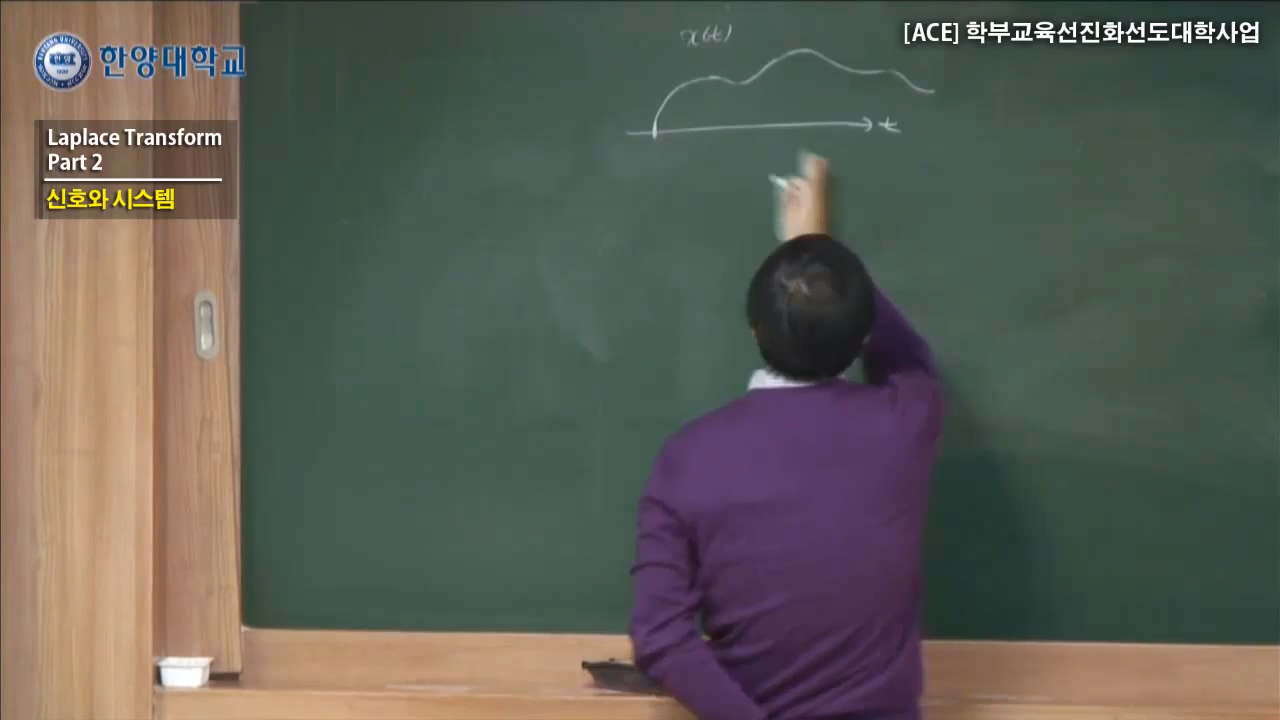 한양대학교
[ACE] 학부교육선진화선도대학사업
Laplace Transform
Part 2
신호와 시스템
x(t)
t